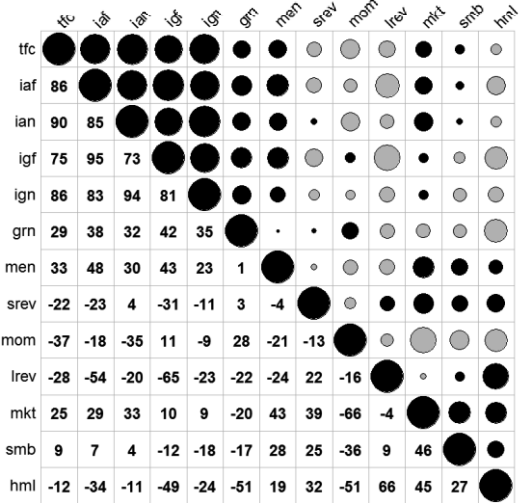 tfc iaf ian igf ign grn men srev mom lrev mkt smb hml
tfc
iaf 86
ian 90 85
igf 75 95 73
ign 86 83 94 81
grn 29 38 32 42 35
men 33 48 30 43 23 1
srev -22 -23 4 -31 -11 3 -4
mom -37 -18 -35 11 -9 28 -21 -13
lrev -28 -54 -20 -65 -23 -22 -24 22 -16
mkt 25 29 33 10 9 -20 43 39 -66 -4
smb 9 7 4 -12 -18 -17 28 25 -36 9 46
hml -12 -34 -11 -49 -24 -51 19 32 -51 66 45 27